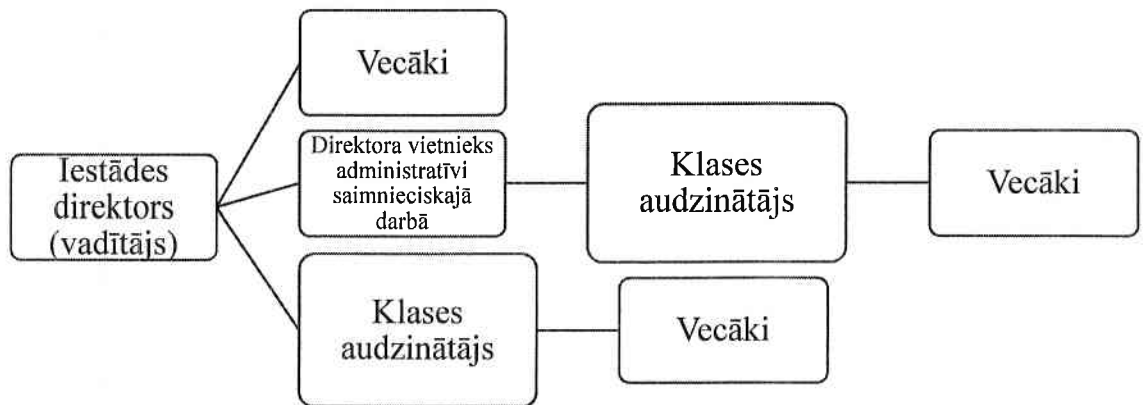 Iestādes
direktors
(vadītājs)
Vecāki
Direktora vietnieks
administratīvi
saimnieciskajā
darbā
Klases
audzinātājs
Vecāki
Klases
audzinātājs
Vecāki